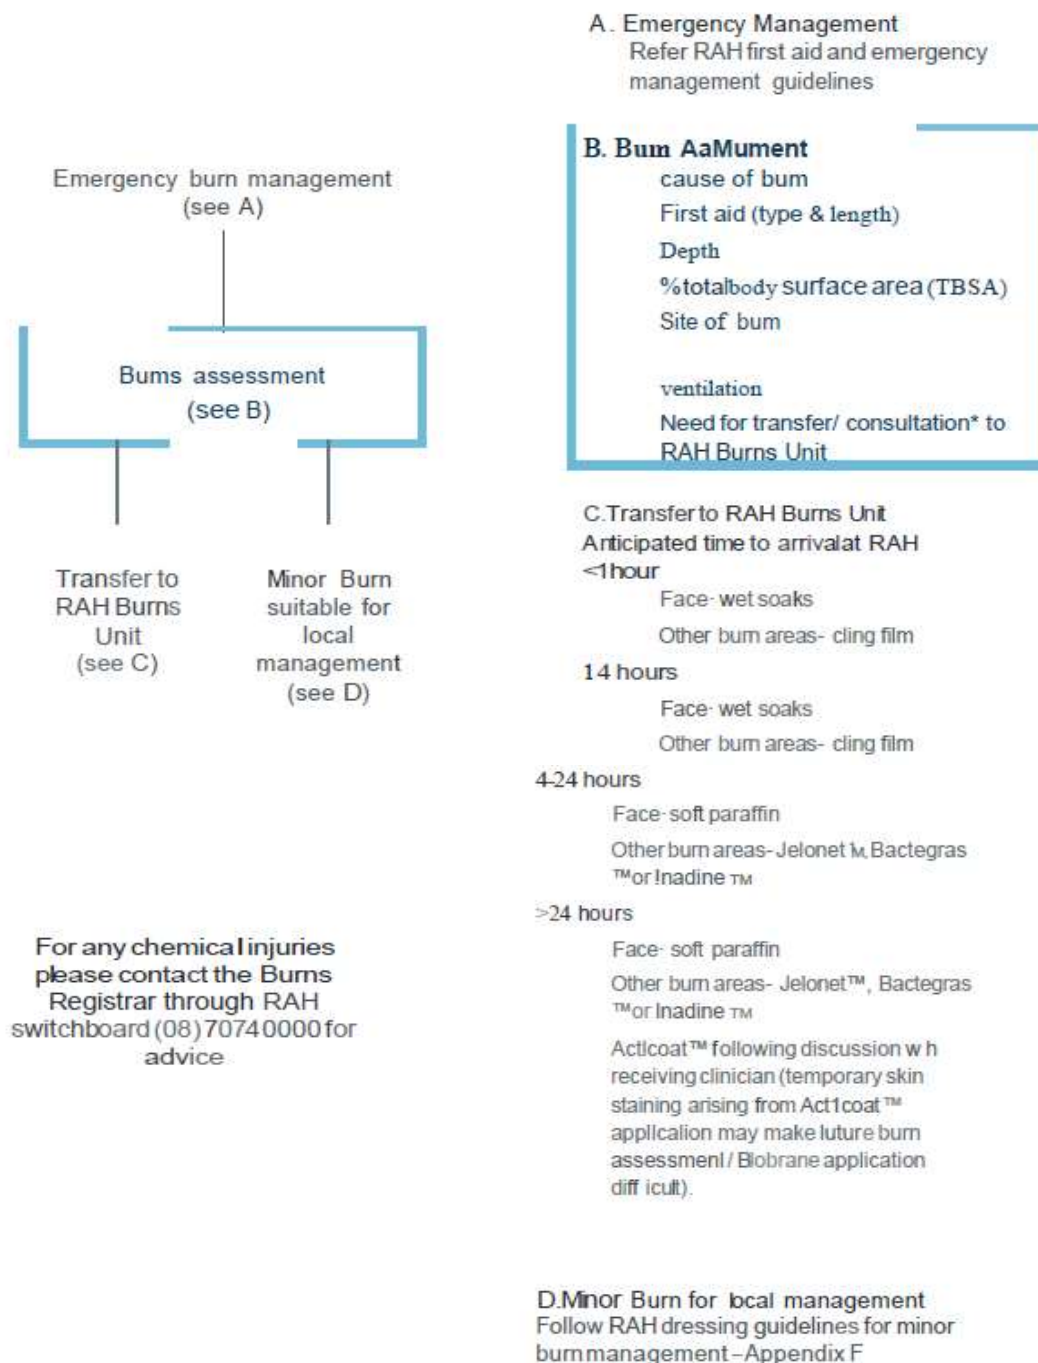 Emergency burn management
(see A)
Bums assessment
(see B)
Transfer to
RAH Burns
Unit
(see C)
Minor Burn
suitable for
local
management
(see D)
For any chemical injuries
please contact the Burns
Registrar through RAH
switchboard (08) 70740000 for
advice
A. Emergency Management
Refer RAH first aid and emergency
management guidelines
B. Bum AaMument
cause of bum
First aid (type & length)
Depth
%totalbody surface area (TBSA)
Site of bum
ventilation
Need for transfer/ consultation* to
RAH Burns Unit
C.Transfer to RAH Burns Unit
Anticipated time to arrivalat RAH
<1hour
Face- wet soaks
Other burn areas- cling film
14 hours
Face- wet soaks
Other burn areas- cling film
4-24 hours
Face- soft paraffin
Other burn areas- Jelonet ™, Bactegras
™or !nadine TM
>24 hours
Face- soft paraffin
Other burn areas- Jelonet™, Bactegras
™or Inadine TM
Actlcoat™ following discussion w h
receiving clinician (temporary skin
staining arising from Act1coat™
applicalion may make luture burn
assessmenl / Blobrane application
diff icult).
D.Minor Burn for local management
Follow RAH dressing guidelines for minor
burn management – Appendix F